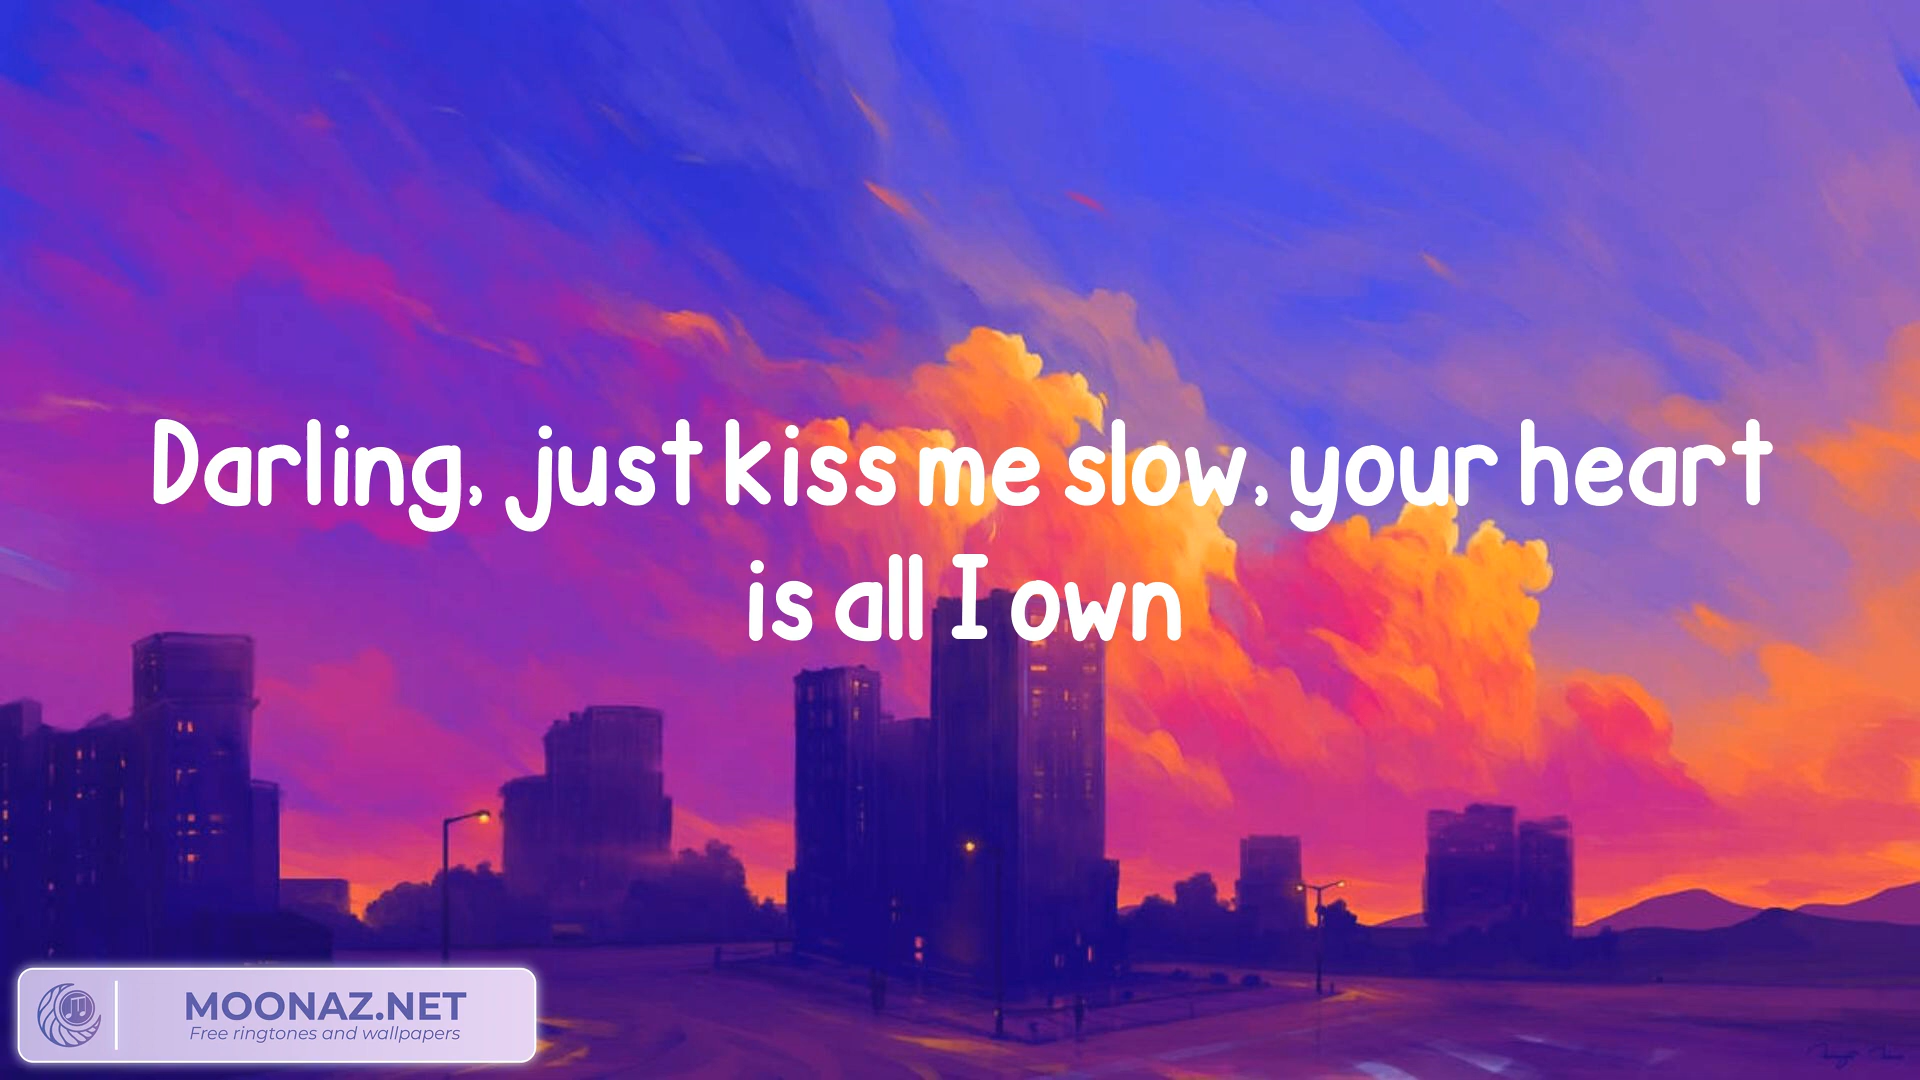 Darling, just kiss me slow, your heart
is all I own
MOONAZ.NET
Free ringtones and wallpapers